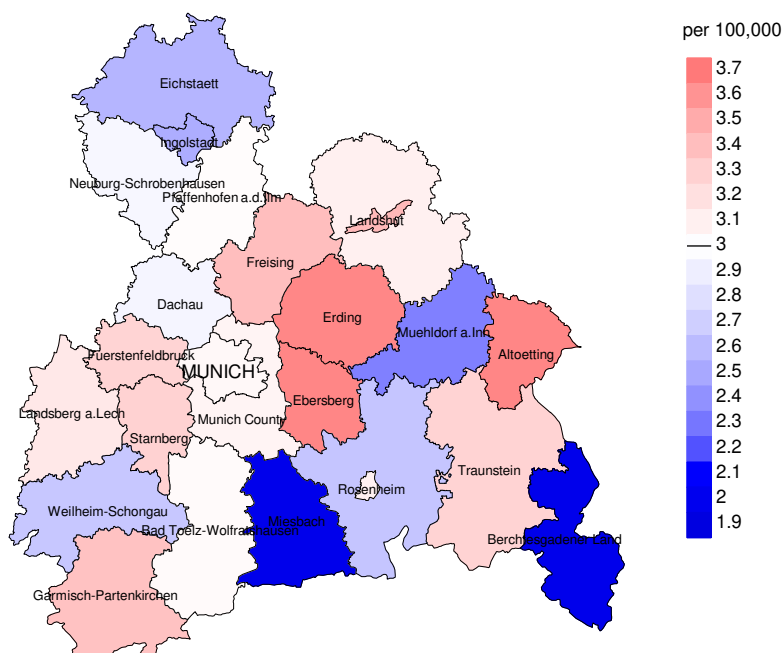 per 100,000
3.7
3.6
3.5
3.4
3.3
3.2
3.1
3
2.9
2.8
2.7
2.6
2.5
2.4
2.3
2.2
2.1
2
1.9
Eichstaett
Ingolstadt
Neuburg-Schrobenhausen
Pfaffenhofen a.d.Ilm
Landshut
Freising
Dachau
Erding
Muehldorf a.Inn
Altoetting
Fuerstenfeldbruck
MUNICH
Ebersberg
Landsberg a.Lech
Munich County
Starnberg
Traunstein
Rosenheim
Weilheim-Schongau
Miesbach
Bad Toelz-Wolfratshausen
Berchtesgadener Land
Garmisch-Partenkirchen